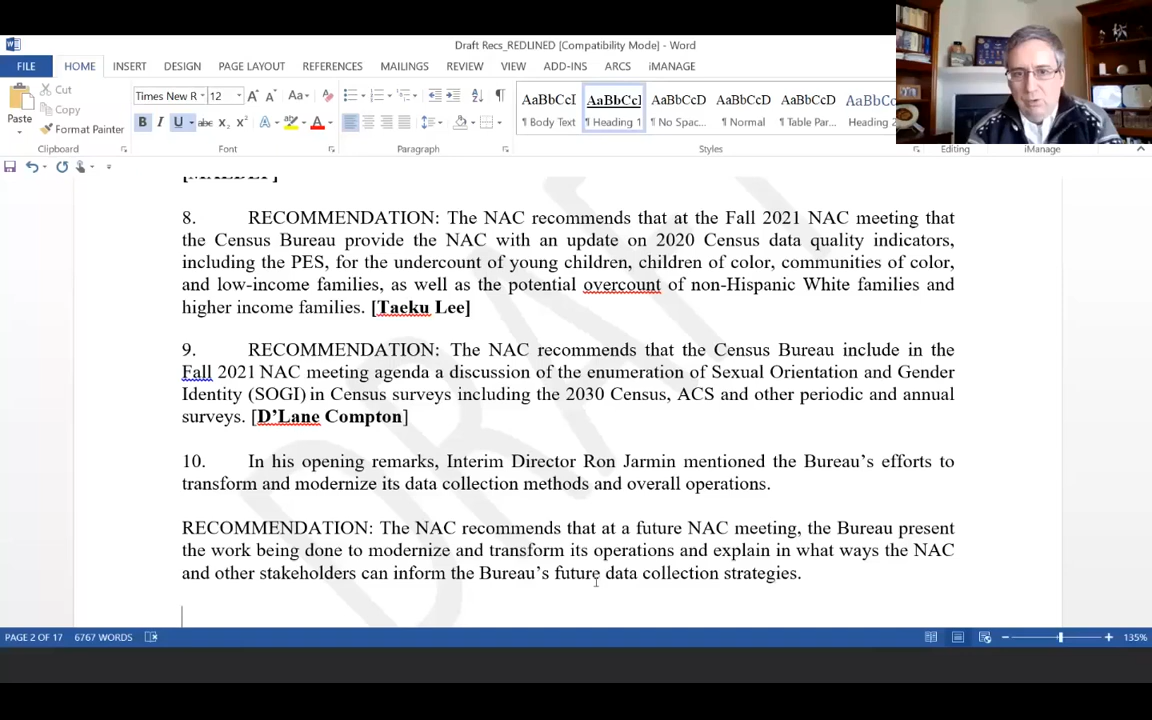 Draft Recs_REDLINED [Compatibility Mode] - Word
FILE HOME INSERT DESIGN PAGE LAYOUT REFERENCES MAILINGS REVIEW VIEW ADD-INS ARCS iMANAGE
Cut
Copy
Paste
Format Painter
Times New R 12
B I U abc X₂ X²
AaBbCcI AaBbCcI AaBbCcD AaBbCcD AaBbCcD AaBbCc
¶ Body Text ¶ Heading 1 ¶ No Spac... ¶ Normal ¶ Table Par... Heading 2
Clipboard Font Paragraph Styles Editing iManage
DRAFT
8. RECOMMENDATION: The NAC recommends that at the Fall 2021 NAC meeting that
the Census Bureau provide the NAC with an update on 2020 Census data quality indicators,
including the PES, for the undercount of young children, children of color, communities of color,
and low-income families, as well as the potential overcount of non-Hispanic White families and
higher income families. [Taeku Lee]
9. RECOMMENDATION: The NAC recommends that the Census Bureau include in the
Fall 2021 NAC meeting agenda a discussion of the enumeration of Sexual Orientation and Gender
Identity (SOGI) in Census surveys including the 2030 Census, ACS and other periodic and annual
surveys. [D’Lane Compton]
10. In his opening remarks, Interim Director Ron Jarmin mentioned the Bureau’s efforts to
transform and modernize its data collection methods and overall operations.
RECOMMENDATION: The NAC recommends that at a future NAC meeting, the Bureau present
the work being done to modernize and transform its operations and explain in what ways the NAC
and other stakeholders can inform the Bureau’s future data collection strategies.
PAGE 2 OF 17 6767 WORDS 135%